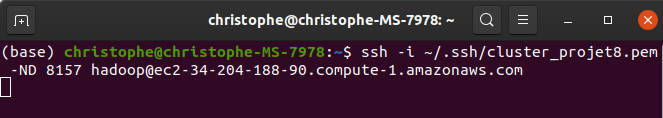 christophe@christophe-MS-7978: ~
(base) christophe@christophe-MS-7978:~$ ssh -i ~/.ssh/cluster_projet8.pem
-ND 8157 hadoop@ec2-34-204-188-90.compute-1.amazonaws.com